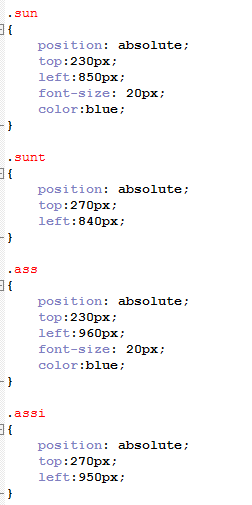 .sun
{
position: absolute;
top:230px;
left:850px;
font-size: 20px;
color:blue;
}
.sunt
{
position: absolute;
top:270px;
left:840px;
}
.ass
{
position: absolute;
top:230px;
left:960px;
font-size: 20px;
color:blue;
}
.assi
{
position: absolute;
top:270px;
left:950px;
}